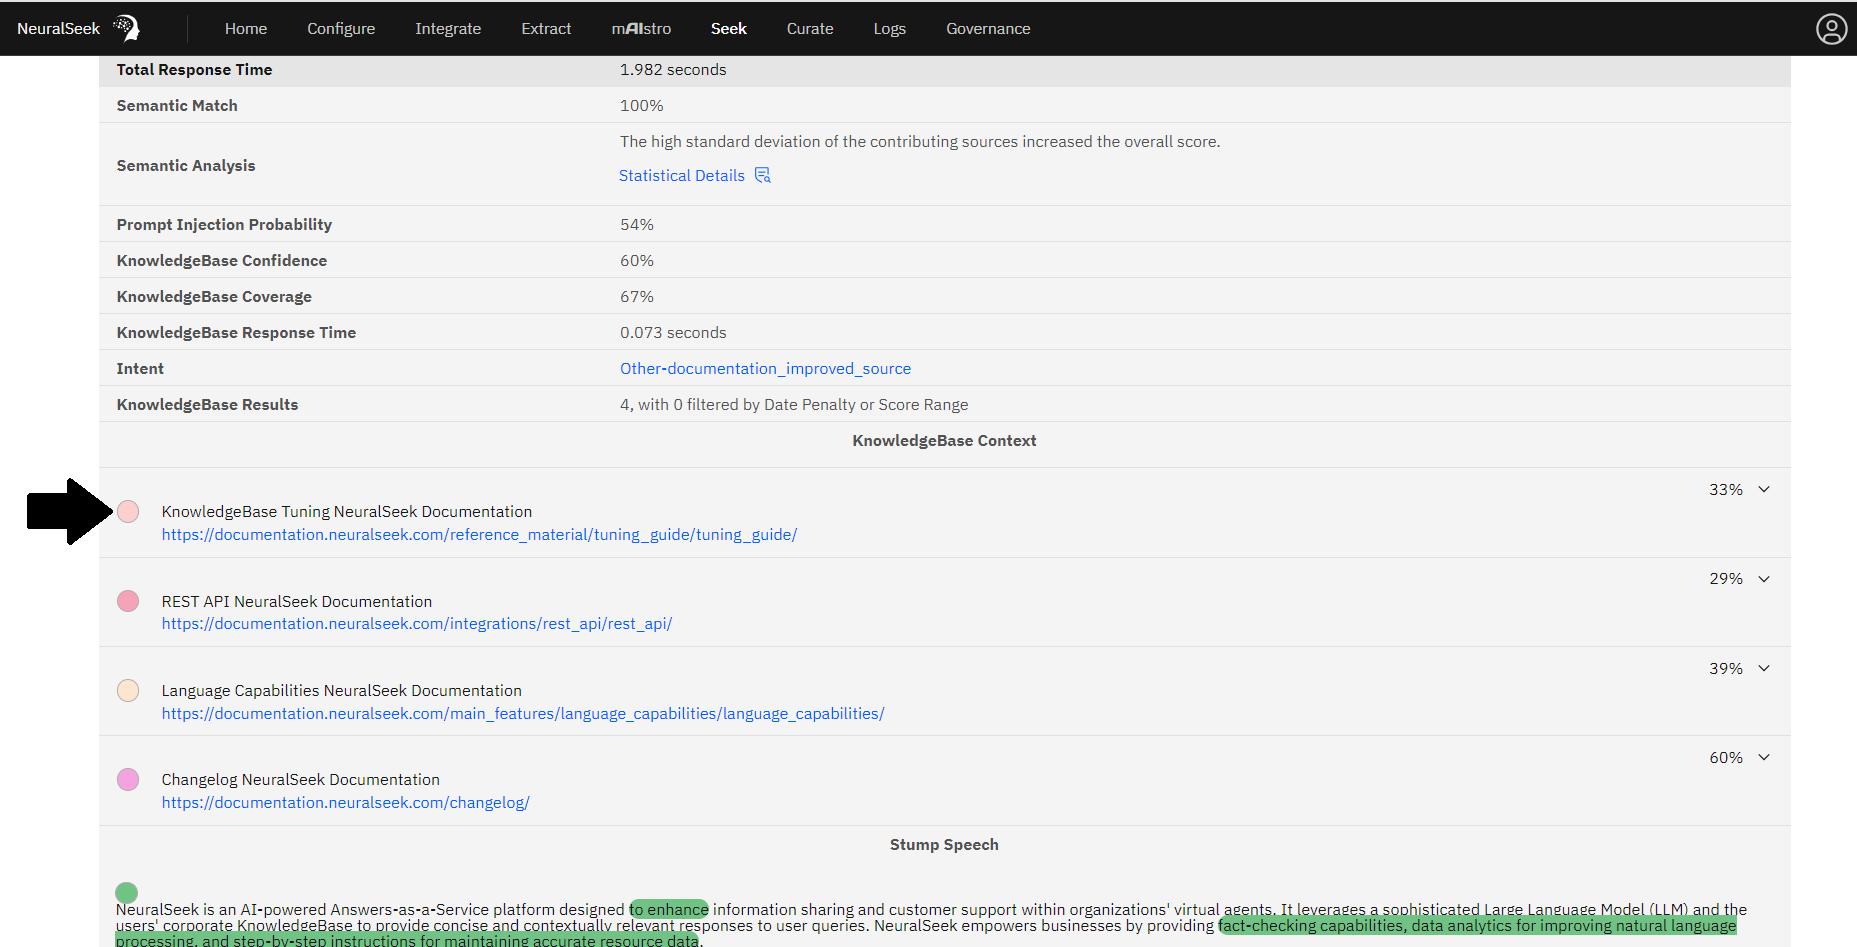 NeuralSeek Home Configure Integrate Extract mAIstro Seek Curate Logs Governance
Total Response Time 1.982 seconds
Semantic Match 100%
Semantic Analysis The high standard deviation of the contributing sources increased the overall score.
Statistical Details
Prompt Injection Probability 54%
KnowledgeBase Confidence 60%
KnowledgeBase Coverage 67%
KnowledgeBase Response Time 0.073 seconds
Intent Other-documentation_improved_source
KnowledgeBase Results 4, with 0 filtered by Date Penalty or Score Range
KnowledgeBase Context
33%
KnowledgeBase Tuning NeuralSeek Documentation
https://documentation.neuralseek.com/reference_material/tuning_guide/tuning_guide/
29%
REST API NeuralSeek Documentation
https://documentation.neuralseek.com/integrations/rest_api/rest_api/
39%
Language Capabilities NeuralSeek Documentation
https://documentation.neuralseek.com/main_features/language_capabilities/language_capabilities/
60%
Changelog NeuralSeek Documentation
https://documentation.neuralseek.com/changelog/
Stump Speech
NeuralSeek is an AI-powered Answers-as-a-Service platform designed to enhance information sharing and customer support within organizations' virtual agents. It leverages a sophisticated Large Language Model (LLM) and the
users' corporate KnowledgeBase to provide concise and contextually relevant responses to user queries. NeuralSeek empowers businesses by providing fact-checking capabilities, data analytics for improving natural language
processing, and step-by-step instructions for maintaining accurate resource data.